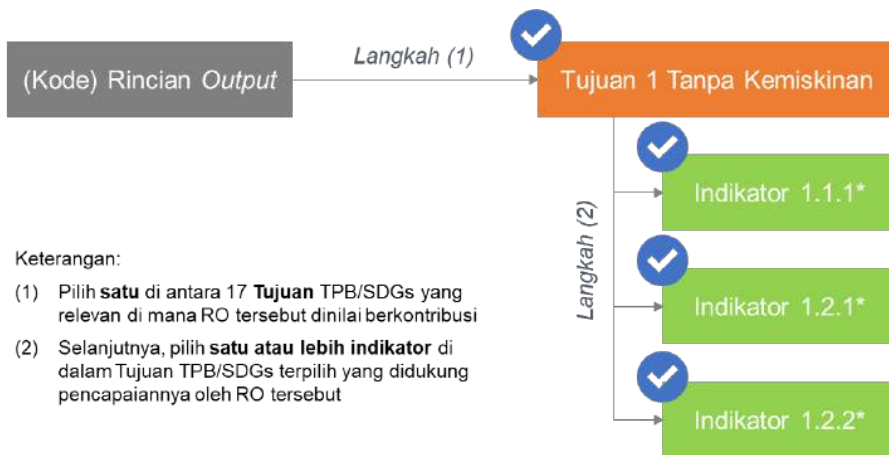 (Kode) Rincian Output
Langkah (1)
Tujuan 1 Tanpa Kemiskinan
Langkah (2)
Indikator 1.1.1*
Indikator 1.2.1*
Indikator 1.2.2*
Keterangan:
(1) Pilih satu di antara 17 Tujuan TPB/SDGs yang
relevan di mana RO tersebut dinilai berkontribusi
(2) Selanjutnya, pilih satu atau lebih indikator di
dalam Tujuan TPB/SDGs terpilih yang didukung
pencapaiannya oleh RO tersebut